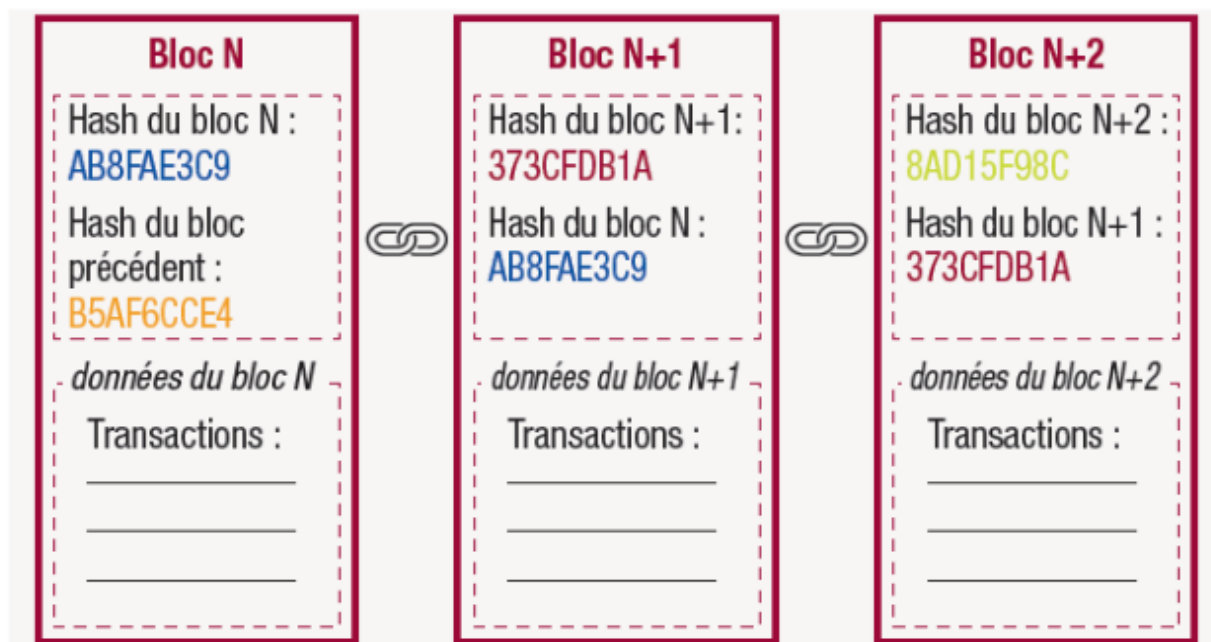 Bloc N
Hash du bloc N :
AB8FAE3C9
Hash du bloc
précédent :
B5AF6CCE4
données du bloc N
Transactions :
Bloc N+1
Hash du bloc N+1:
373CFDB1A
Hash du bloc N :
AB8FAE3C9
données du bloc N+1
Transactions :
Bloc N+2
Hash du bloc N+2 :
8AD15F98C
Hash du bloc N+1 :
373CFDB1A
données du bloc N+2
Transactions :